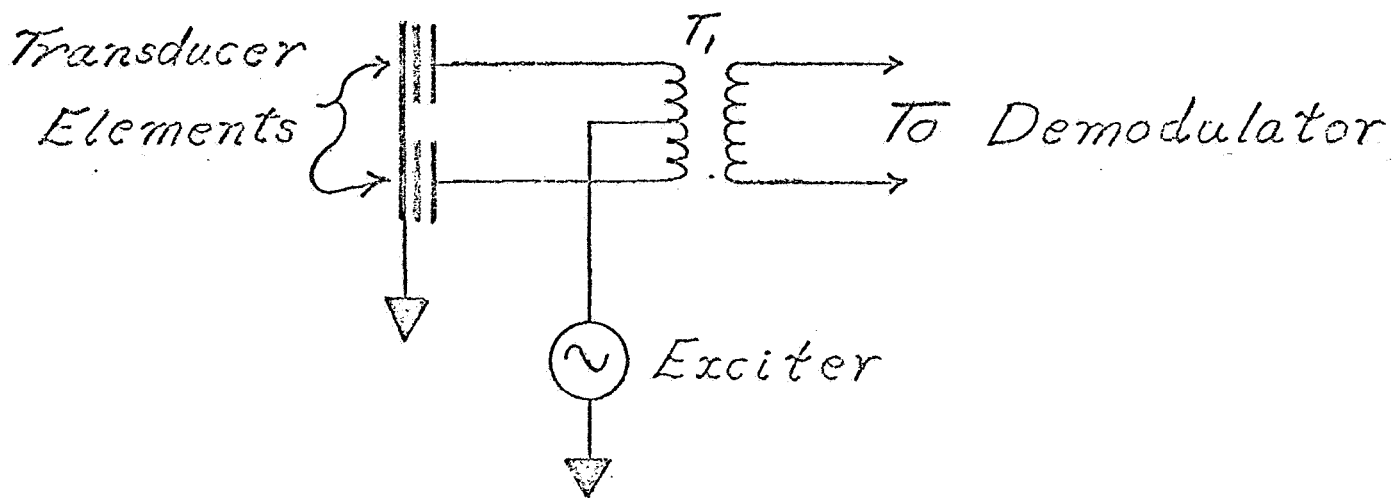 Transducer
Elements
T1
To Demodulator
Exciter